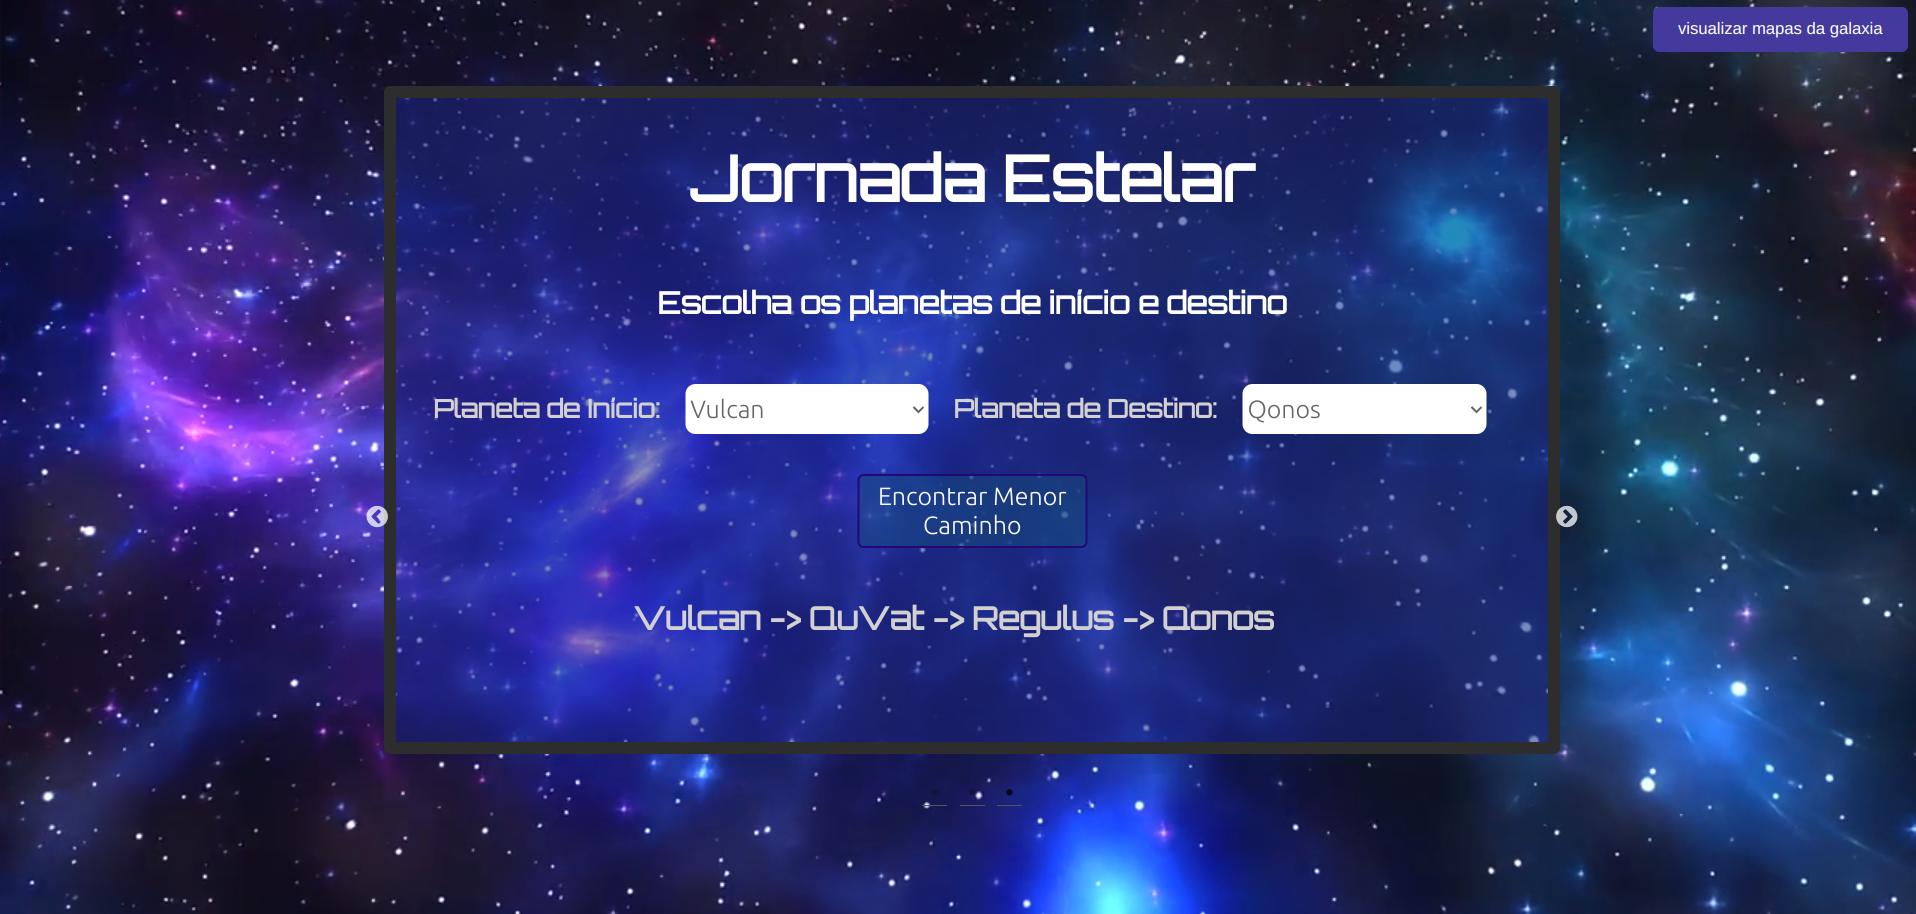 visualizar mapas da galaxia
Jornada Estelar
Escolha os planetas de início e destino
Planeta de Início: Vulcan Planeta de Destino: Qonos
Encontrar Menor
Caminho
Vulcan -> QuVat -> Regulus -> Qonos